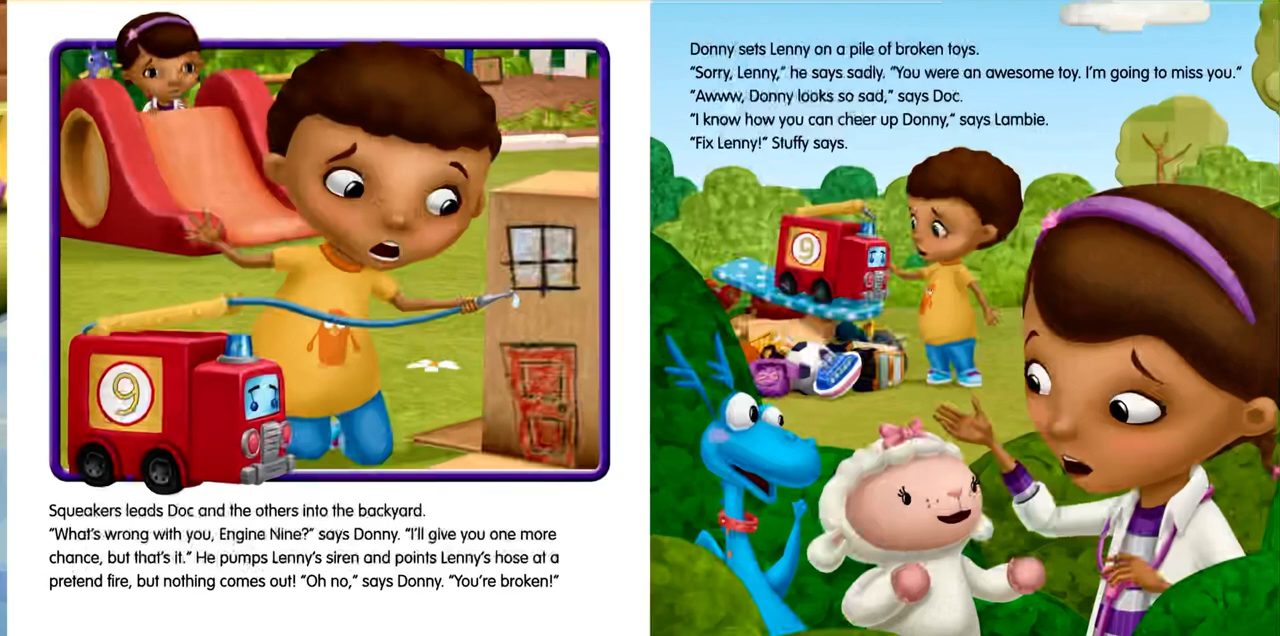 9
Squeakers leads Doc and the others into the backyard.
“What’s wrong with you, Engine Nine?” says Donny. “I’ll give you one more
chance, but that’s it.” He pumps Lenny’s siren and points Lenny’s hose at a
pretend fire, but nothing comes out! “Oh no,” says Donny. “You’re broken!”
Donny sets Lenny on a pile of broken toys.
“Sorry, Lenny,” he says sadly. “You were an awesome toy. I’m going to miss you.”
“Awww, Donny looks so sad,” says Doc.
“I know how you can cheer up Donny,” says Lambie.
“Fix Lenny!” Stuffy says.
9